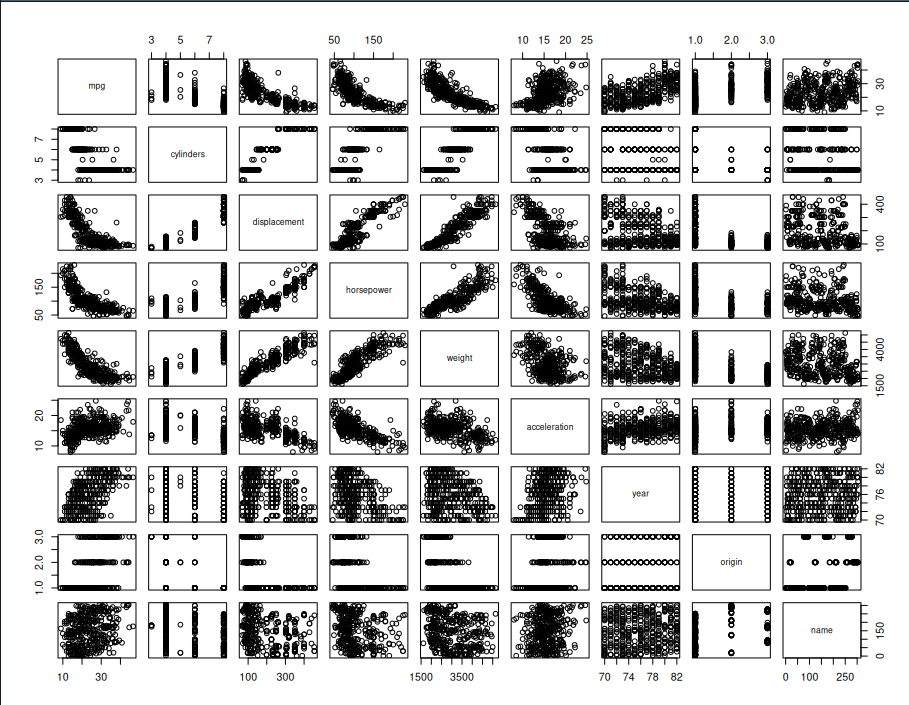 3 5 7 50 150 10 15 20 25 1.0 2.0 3.0
mpg 10 30
3 5 7 cylinders
displacement 100 400
50 150 horsepower
weight 1500 4000
10 20 acceleration
year 70 76 82
1.0 2.0 3.0 origin
name 0 150
10 30 100 300 1500 3500 70 74 78 82 0 100 250